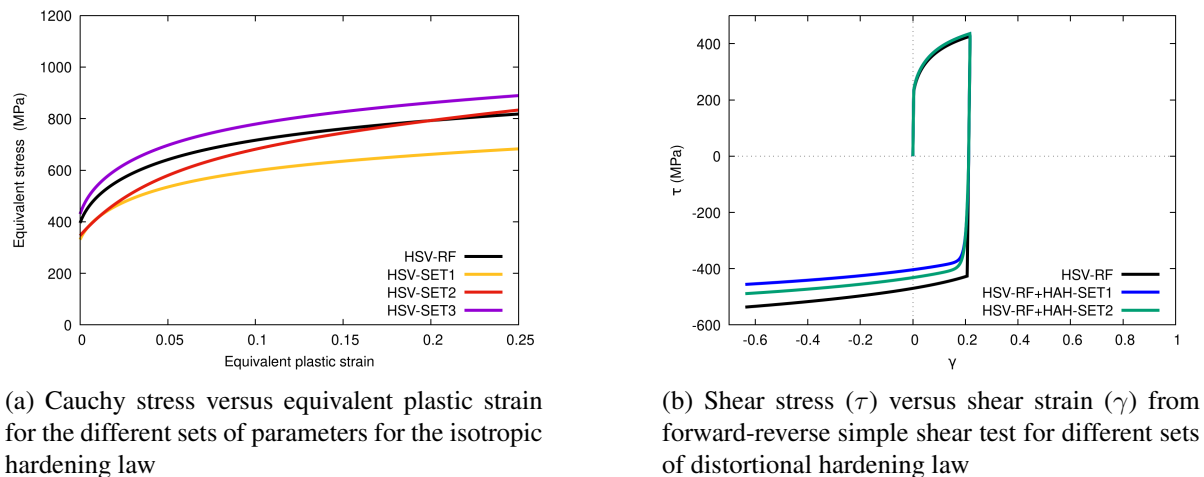 1200
1000
800
600
400
200
0
Equivalent stress (MPa)
HSV-RF
HSV-SET1
HSV-SET2
HSV-SET3
0 0.05 0.1 0.15 0.2 0.25
Equivalent plastic strain
(a) Cauchy stress versus equivalent plastic strain
for the different sets of parameters for the isotropic
hardening law
400
200
0
-200
-400
-600
τ (MPa)
HSV-RF
HSV-RF+HAH-SET1
HSV-RF+HAH-SET2
-0.6 -0.4 -0.2 0 0.2 0.4 0.6 0.8 1
γ
(b) Shear stress (τ) versus shear strain (γ) from
forward-reverse simple shear test for different sets
of distortional hardening law